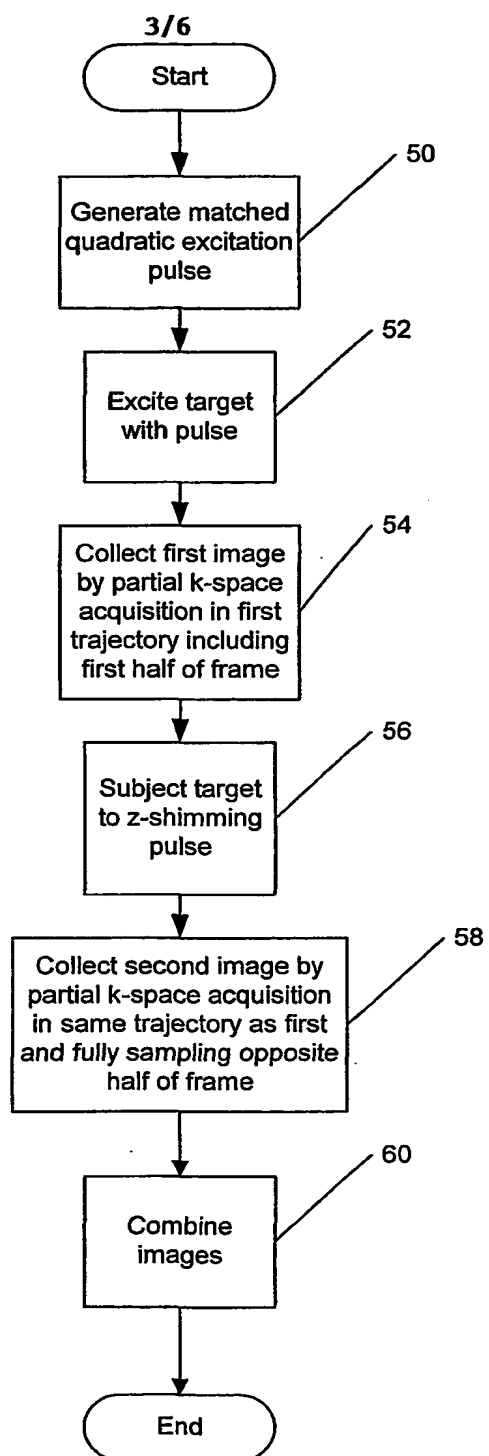 3/6
Start
50
Generate matched
quadratic excitation
pulse
52
Excite target
with pulse
54
Collect first image
by partial k-space
acquisition in first
trajectory including
first half of frame
56
Subject target
to z-shimming
pulse
58
Collect second image by
partial k-space acquisition
in same trajectory as first
and fully sampling opposite
half of frame
60
Combine
images
End